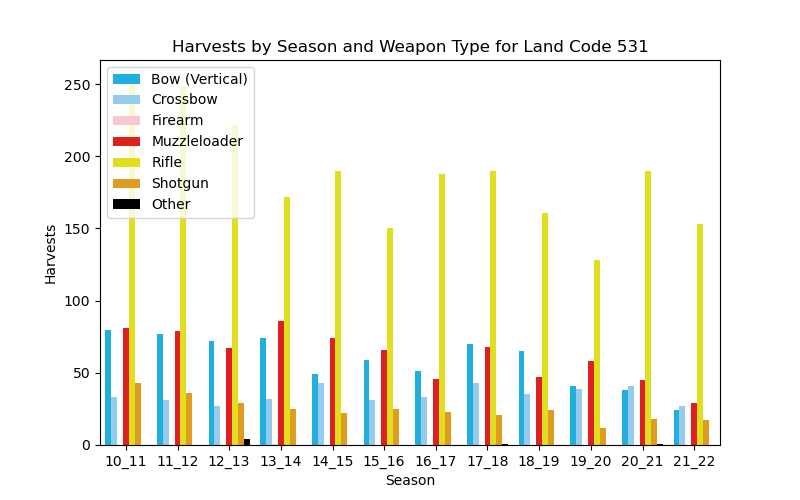 Harvests by Season and Weapon Type for Land Code 531
Bow (Vertical)
Crossbow
Firearm
Muzzleloader
Rifle
Shotgun
Other
250
200
150
100
50
0
Harvests
10_11 11_12 12_13 13_14 14_15 15_16 16_17 17_18 18_19 19_20 20_21 21_22
Season